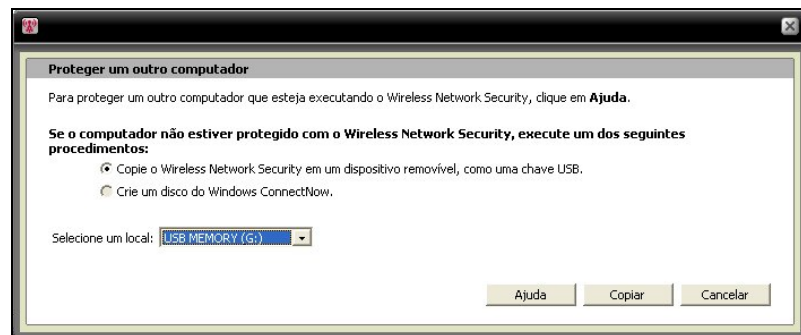 Proteger um outro computador
Para proteger um outro computador que esteja executando o Wireless Network Security, clique em Ajuda.
Se o computador não estiver protegido com o Wireless Network Security, execute um dos seguintes
procedimentos:
Copie o Wireless Network Security em um dispositivo removível, como uma chave USB.
Crie um disco do Windows ConnectNow.
Selecione um local: USB MEMORY (G:)
Ajuda Copiar Cancelar